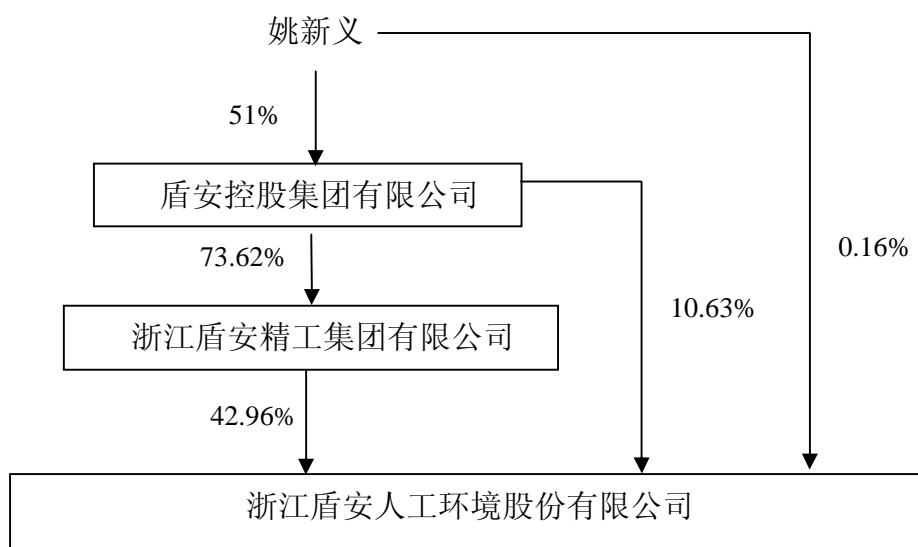 姚新义
51%
盾安控股集团有限公司
73.62%
0.16%
10.63%
浙江盾安精工集团有限公司
42.96%
浙江盾安人工环境股份有限公司